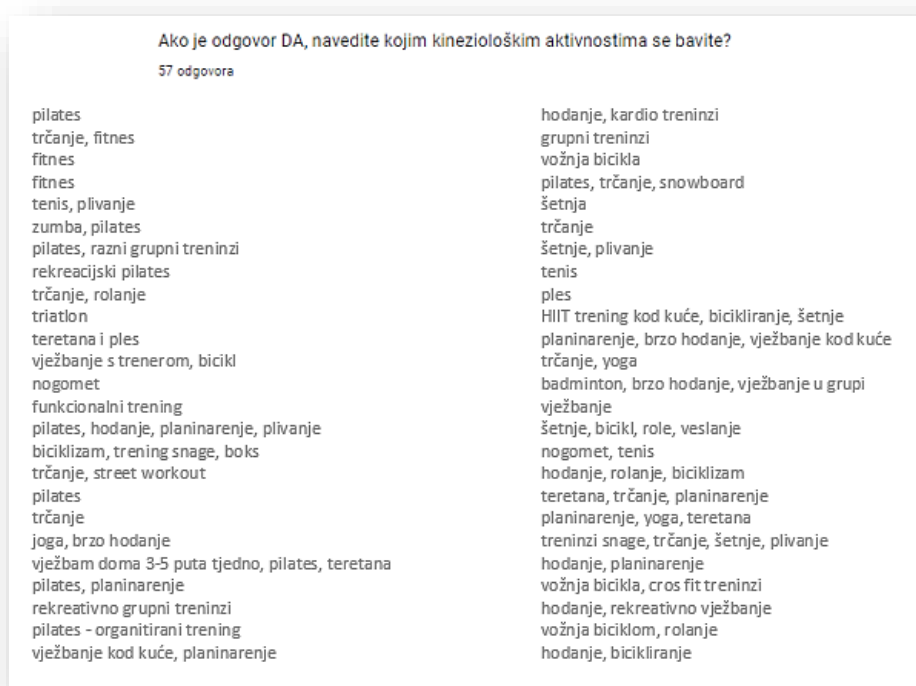 Ako je odgovor DA, navedite kojim kineziološkim aktivnostima se bavite?
57 odgovora
pilates
trčanje, fitnes
fitnes
fitnes
tenis, plivanje
zumba, pilates
pilates, razni grupni treninzi
rekreacijski pilates
trčanje, rolanje
triatlon
teretana i ples
vježbanje s trenerom, bicikl
nogomet
funkcionalni trening
pilates, hodanje, planinarenje, plivanje
biciklizam, trening snage, boks
trčanje, street workout
pilates
trčanje
joga, brzo hodanje
vježbam doma 3-5 puta tjedno, pilates, teretana
pilates, planinarenje
rekreativno grupni treninzi
pilates - organitirani trening
vježbanje kod kuće, planinarenje
hodanje, kardio treninzi
grupni treninzi
vožnja bicikla
pilates, trčanje, snowboard
šetnja
trčanje
šetnje, plivanje
tenis
ples
HIIT trening kod kuće, bicikliranje, šetnje
planinarenje, brzo hodanje, vježbanje kod kuće
trčanje, yoga
badminton, brzo hodanje, vježbanje u grupi
vježbanje
šetnje, bicikl, role, veslanje
nogomet, tenis
hodanje, rolanje, biciklizam
teretana, trčanje, planinarenje
planinarenje, yoga, teretana
treninzi snage, trčanje, šetnje, plivanje
hodanje, planinarenje
vožnja bicikla, cros fit treninzi
hodanje, rekreativno vježbanje
vožnja biciklom, rolanje
hodanje, bicikliranje